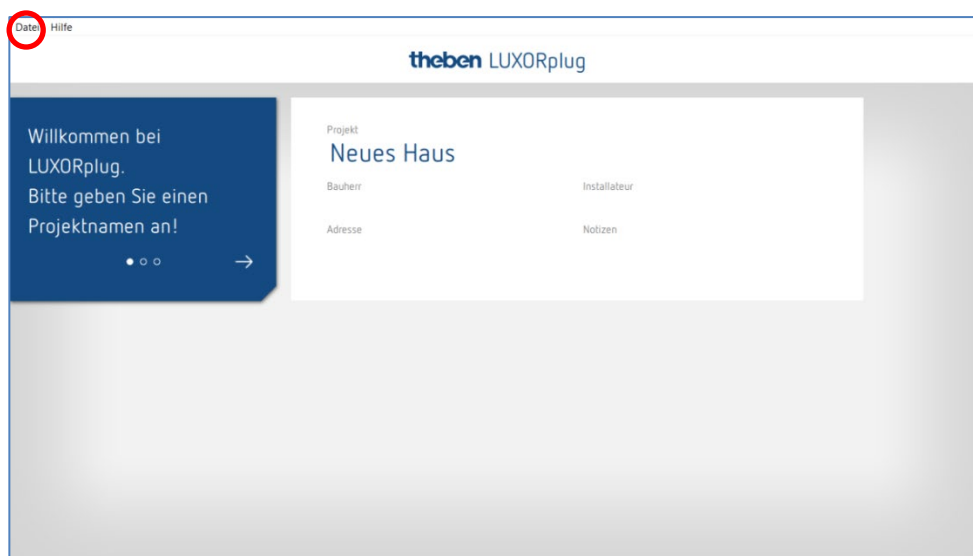 Datei Hilfe
theben LUXORplug
Willkommen bei
LUXORplug.
Bitte geben Sie einen
Projektnamen an!
Projekt
Neues Haus
Bauherr
Installateur
Adresse
Notizen